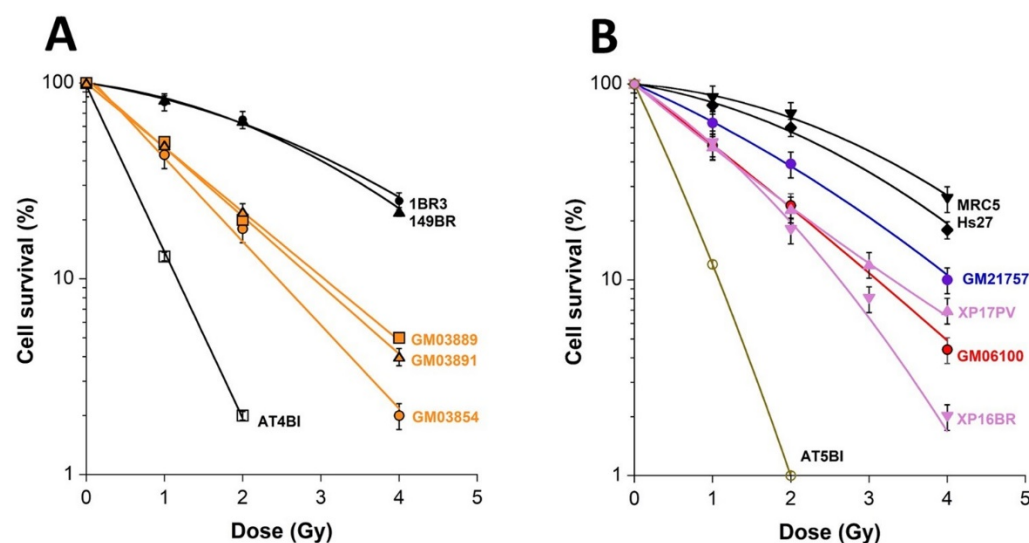 A
Cell survival (%)
100
10
1
1BR3
149BR
GM03889
GM03891
GM03854
AT4BI
0 1 2 3 4 5
Dose (Gy)
B
Cell survival (%)
100
10
1
MRC5
Hs27
GM21757
XP17PV
GM06100
XP16BR
AT5BI
0 1 2 3 4 5
Dose (Gy)